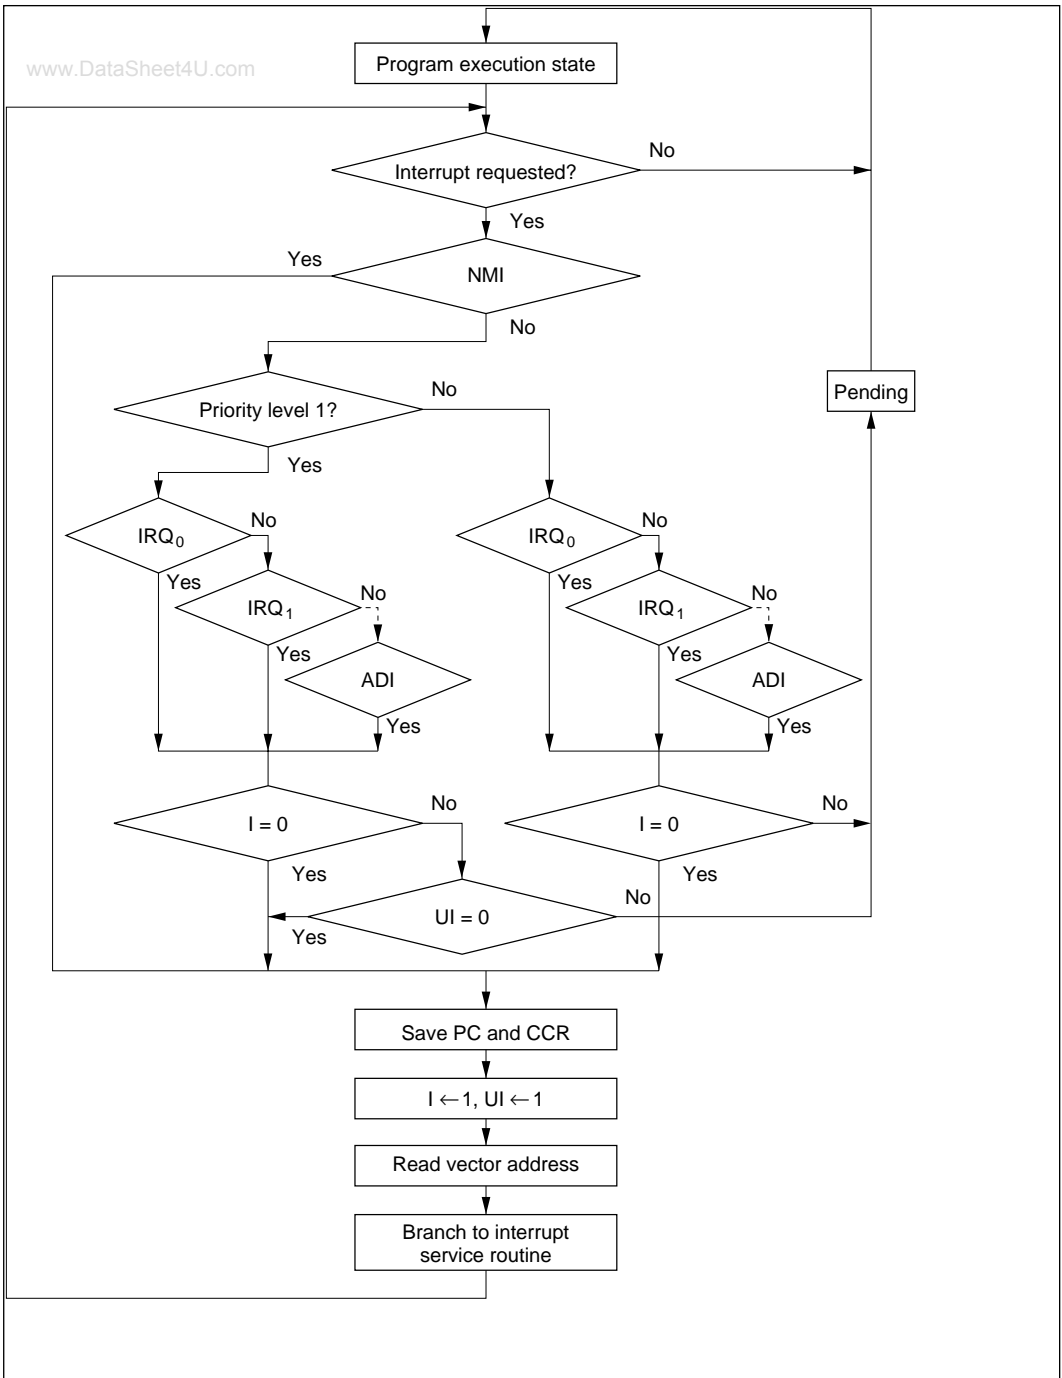 www.DataSheet4U.com
Program execution state
Interrupt requested?
No
Yes
NMI
Yes
No
Priority level 1?
No
Yes
Pending
IRQ0
No
Yes
IRQ1
No
Yes
ADI
Yes
IRQ0
No
Yes
IRQ1
No
Yes
ADI
Yes
I = 0
No
Yes
I = 0
No
Yes
UI = 0
No
Yes
Save PC and CCR
I ← 1, UI ← 1
Read vector address
Branch to interrupt
service routine